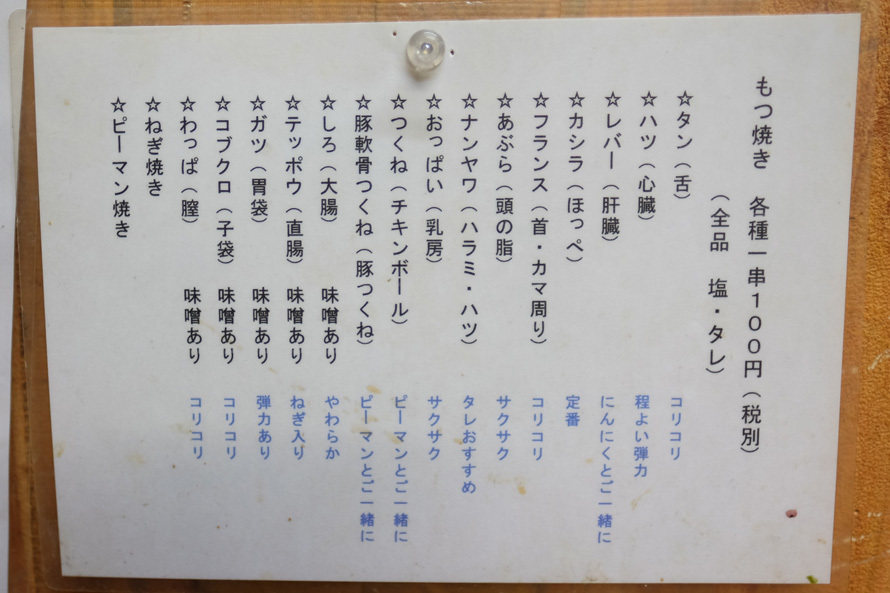 もつ焼き　各種一串１００円（税別）
（全品　塩・タレ）
☆タン（舌）　コリコリ
☆ハツ（心臓）　程よい弾力
☆レバー（肝臓）　にんにくとご一緒に
☆カシラ（ほっぺ）　定番
☆フランス（首・カマ周り）　コリコリ
☆あぶら（頭の脂）　サクサク
☆ナンヤワ（ハラミ・ハツ）　タレおすすめ
☆おっぱい（乳房）　サクサク
☆つくね（チキンボール）　ピーマンとご一緒に
☆豚軟骨つくね（豚つくね）　ピーマンとご一緒に
☆しろ（大腸）　味噌あり　やわらか
☆テッポウ（直腸）　味噌あり　ねぎ入り
☆ガツ（胃袋）　味噌あり　弾力あり
☆コブクロ（子袋）　味噌あり　コリコリ
☆わっぱ（膣）　味噌あり　コリコリ
☆ねぎ焼き
☆ピーマン焼き